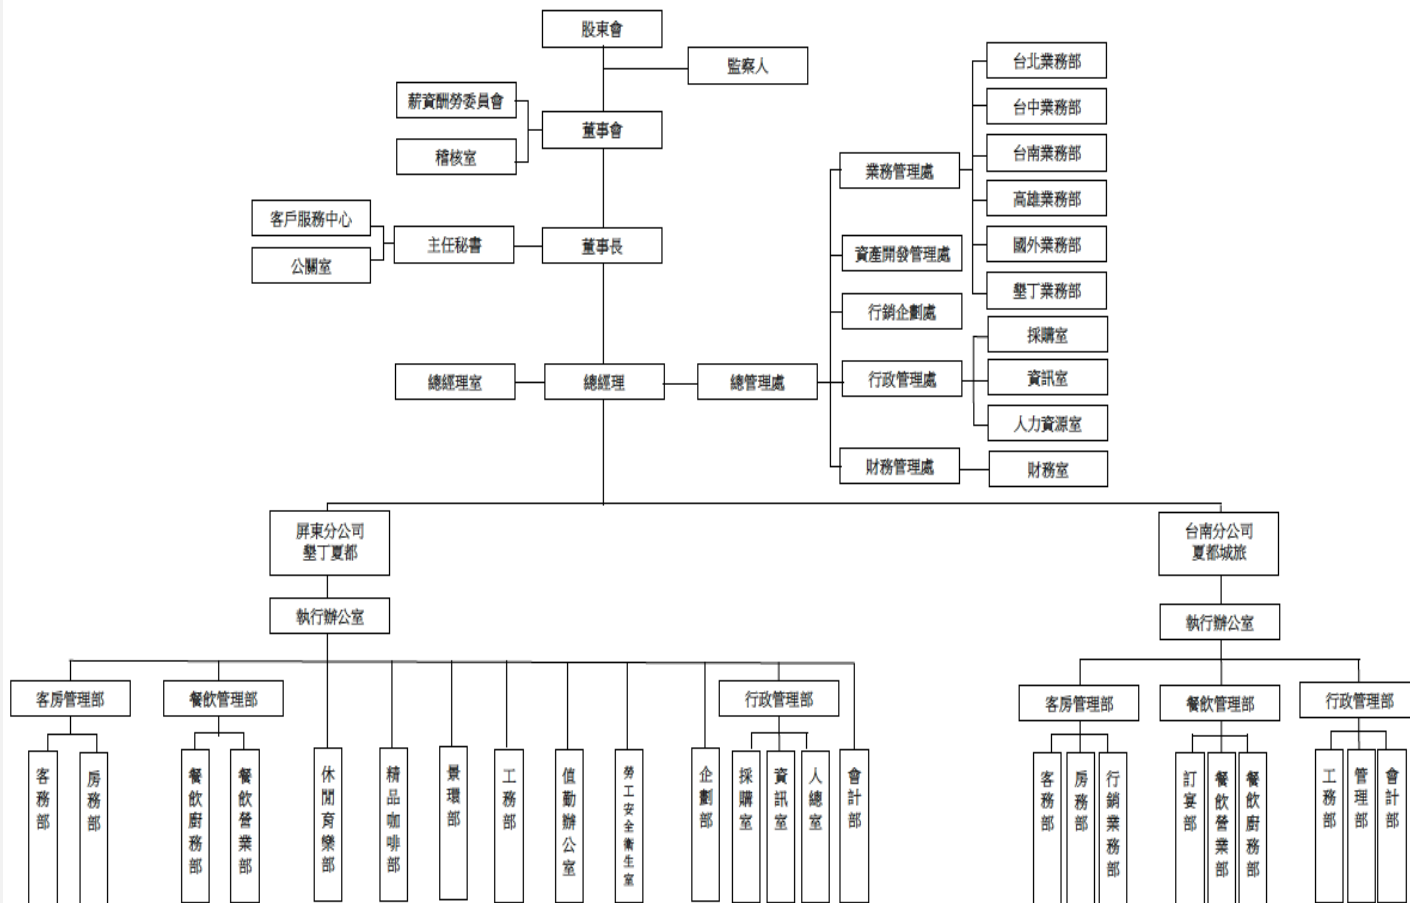 股東會
監察人
薪資酬勞委員會
稽核室
董事會
客戶服務中心
公關室
主任秘書
董事長
總經理室
總經理
總管理處
業務管理處
資產開發管理處
行銷企劃處
行政管理處
財務管理處
台北業務部
台中業務部
台南業務部
高雄業務部
國外業務部
墾丁業務部
採購室
資訊室
人力資源室
財務室
屏東分公司
墾丁夏都
執行辦公室
客房管理部
餐飲管理部
行政管理部
客務部
房務部
餐飲廚務部
餐飲營業部
休閒育樂部
精品咖啡部
景環部
工務部
值勤辦公室
勞工安全衛生室
企劃部
採購室
資訊室
人總室
會計部
台南分公司
夏都城旅
執行辦公室
客房管理部
餐飲管理部
行政管理部
客務部
房務部
行銷業務部
訂宴部
餐飲營業部
餐飲廚務部
工務部
管理部
會計部